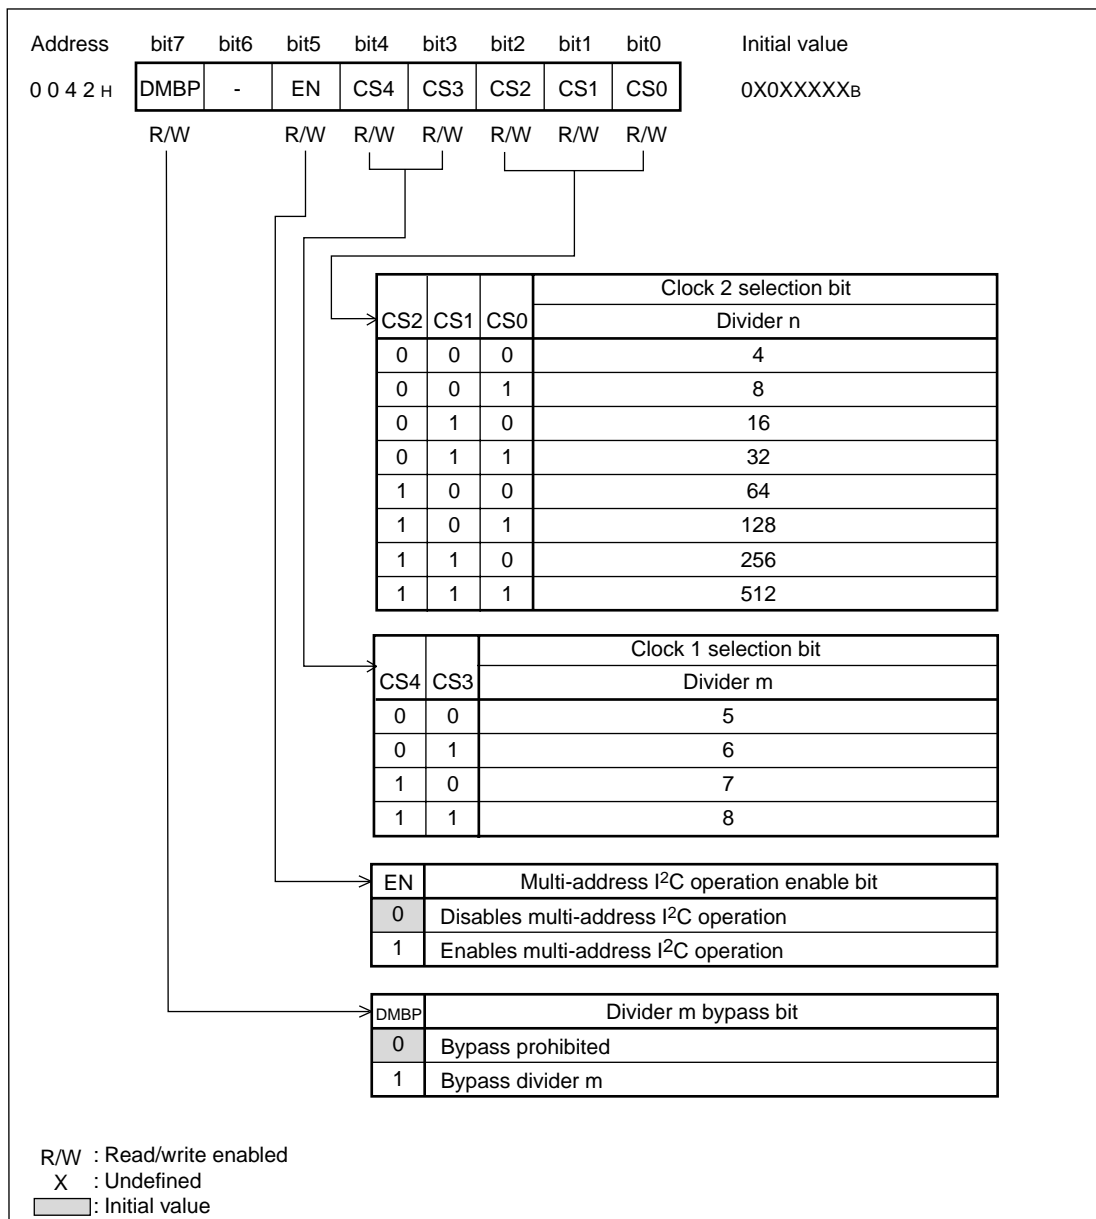 Address bit7 bit6 bit5 bit4 bit3 bit2 bit1 bit0 Initial value
0 0 4 2 H DMBP - EN CS4 CS3 CS2 CS1 CS0 0X0XXXXXB
R/W R/W R/W R/W R/W R/W R/W
Clock 2 selection bit
CS2 CS1 CS0 Divider n
0 0 0 4
0 0 1 8
0 1 0 16
0 1 1 32
1 0 0 64
1 0 1 128
1 1 0 256
1 1 1 512
Clock 1 selection bit
CS4 CS3 Divider m
0 0 5
0 1 6
1 0 7
1 1 8
EN Multi-address I²C operation enable bit
0 Disables multi-address I²C operation
1 Enables multi-address I²C operation
DMBP Divider m bypass bit
0 Bypass prohibited
1 Bypass divider m
R/W : Read/write enabled
X : Undefined
: Initial value